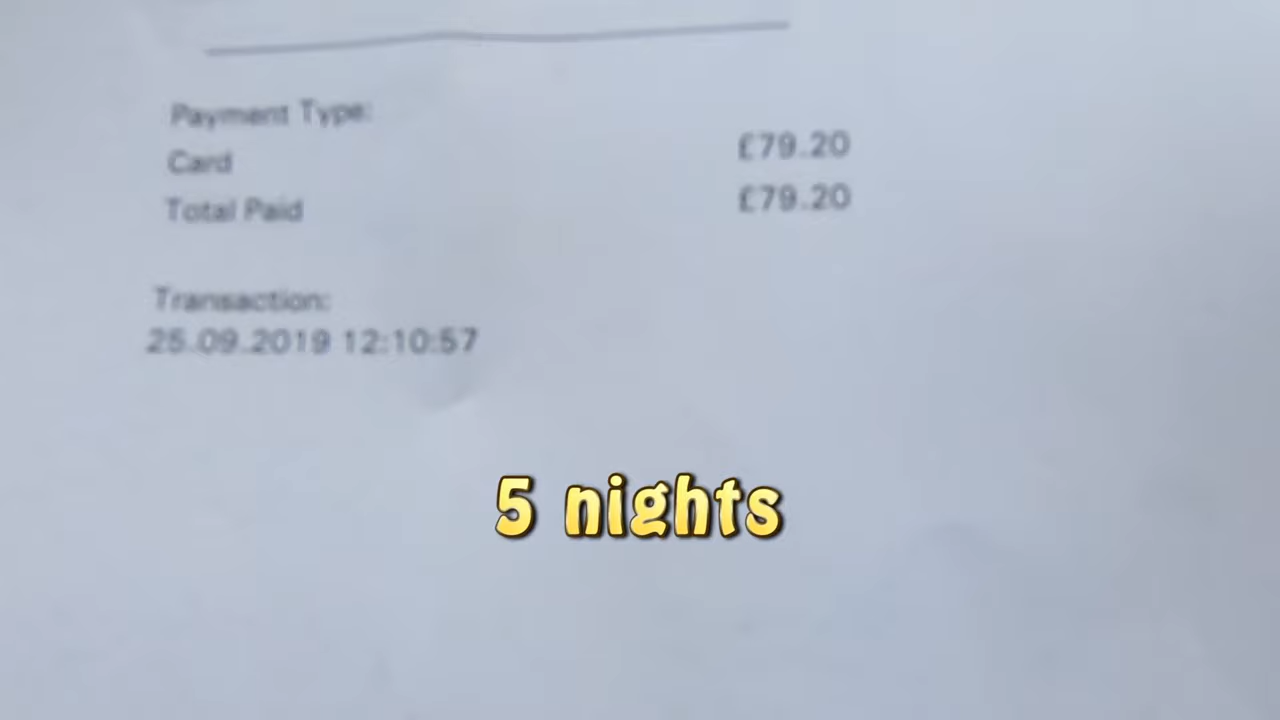 Payment Type:
Card £79.20
Total Paid £79.20
Transaction:
25.09.2019 12:10:57
5 nights